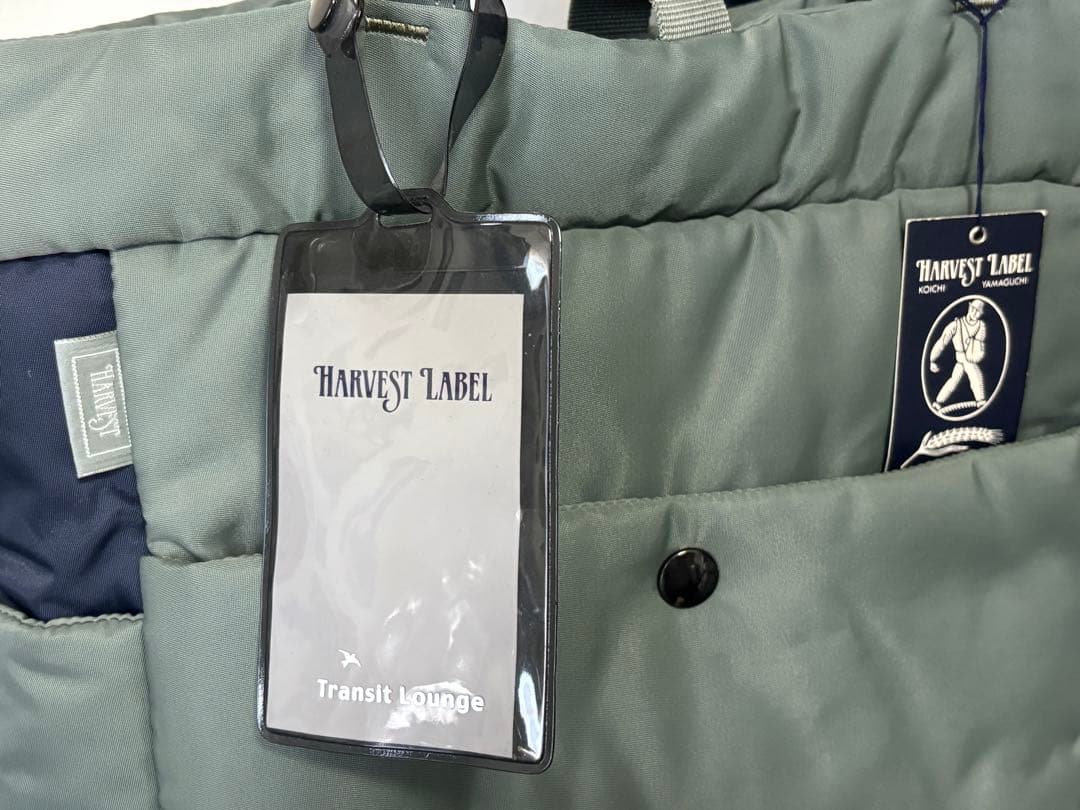 HARVEST LABEL
Transit Lounge
HARVEST LABEL
KOICHI YAMAGUCHI
HARVEST